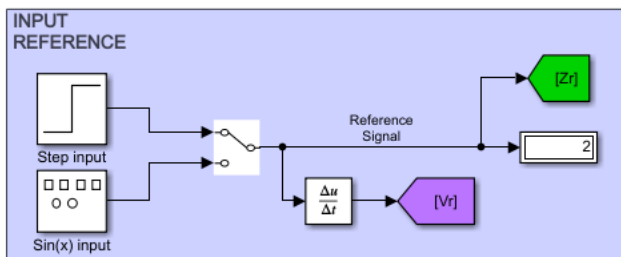 INPUT
REFERENCE
Step input
Sin(x) input
Reference
Signal
Δu
Δt
[Zr]
2
[Vr]